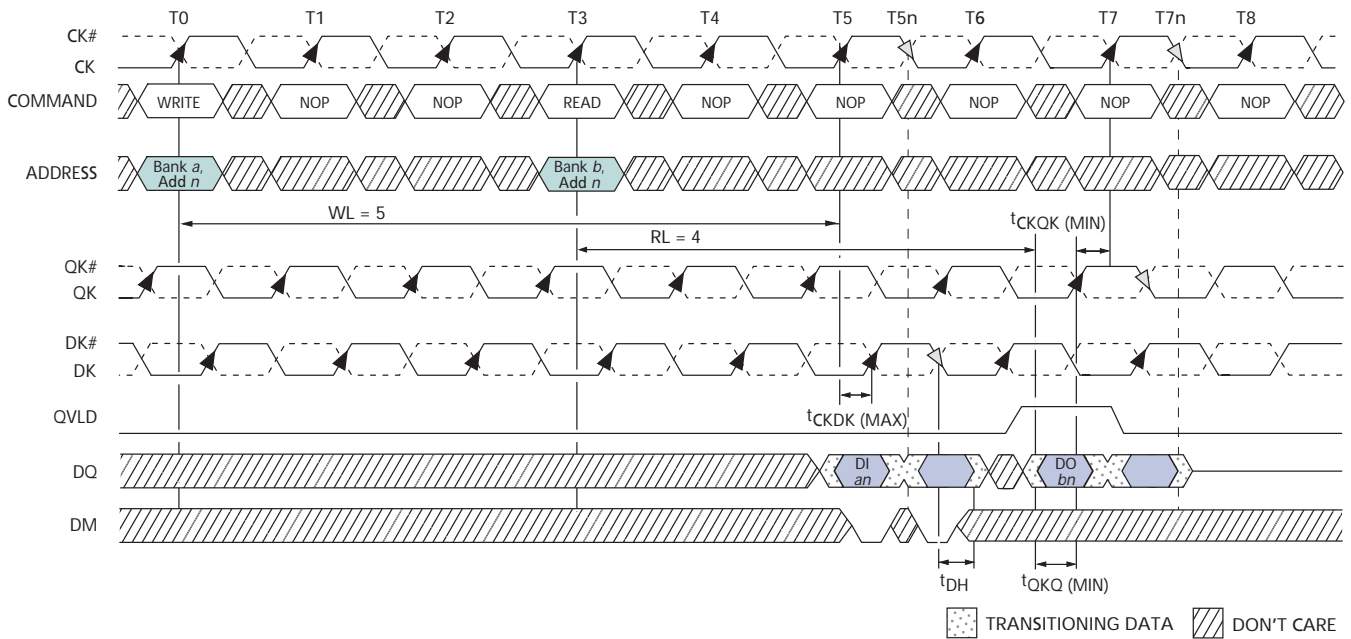 T0 T1 T2 T3 T4 T5 T5n T6 T7 T7n T8
CK#
CK
COMMAND WRITE NOP NOP READ NOP NOP NOP NOP NOP
ADDRESS Bank a, Add n Bank b, Add n
WL = 5
RL = 4
tCKQK (MIN)
QK#
QK
DK#
DK
tCKDK (MAX)
QVLD
DQ DI an DO bn
DM
tDH tQKQ (MIN)
TRANSITIONING DATA DON'T CARE